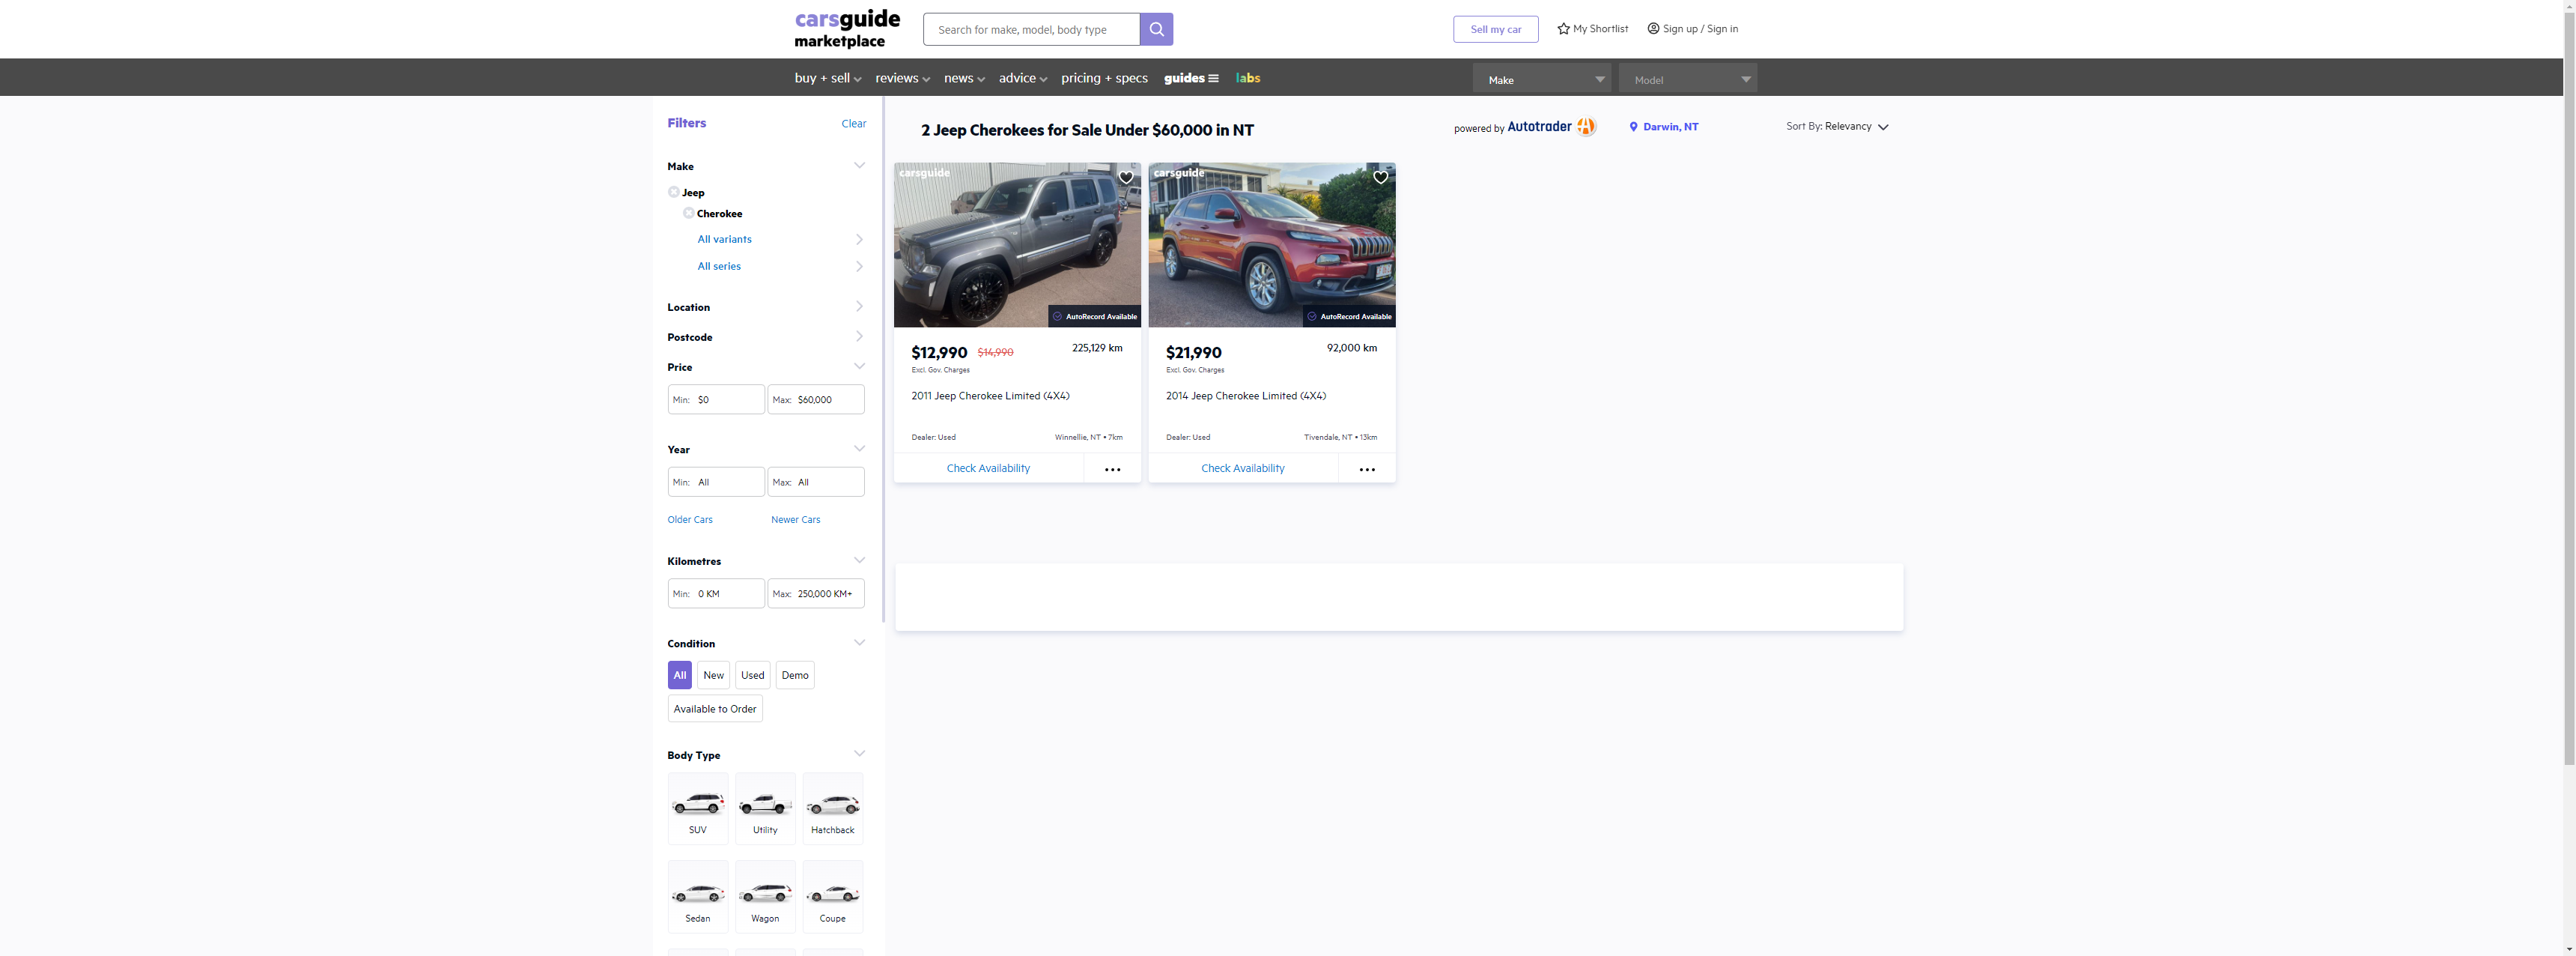 carsguide
marketplace
Search for make, model, body type
Sell my car
My Shortlist
Sign up / Sign in
buy + sell
reviews
news
advice
pricing + specs
guides
labs
Make
Model
Filters
Clear
Make
Jeep
Cherokee
All variants
All series
Location
Postcode
Price
Min: $0
Max: $60,000
Year
Min: All
Max: All
Older Cars
Newer Cars
Kilometres
Min: 0 KM
Max: 250,000 KM+
Condition
All
New
Used
Demo
Available to Order
Body Type
SUV
Utility
Hatchback
Sedan
Wagon
Coupe
2 Jeep Cherokees for Sale Under $60,000 in NT
powered by Autotrader
Darwin, NT
Sort By: Relevancy
carsguide
AutoRecord Available
$12,990 $14,990
225,129 km
Excl. Gov. Charges
2011 Jeep Cherokee Limited (4X4)
Dealer: Used
Winnellie, NT • 7km
Check Availability
carsguide
AutoRecord Available
$21,990
92,000 km
Excl. Gov. Charges
2014 Jeep Cherokee Limited (4X4)
Dealer: Used
Tivendale, NT • 13km
Check Availability